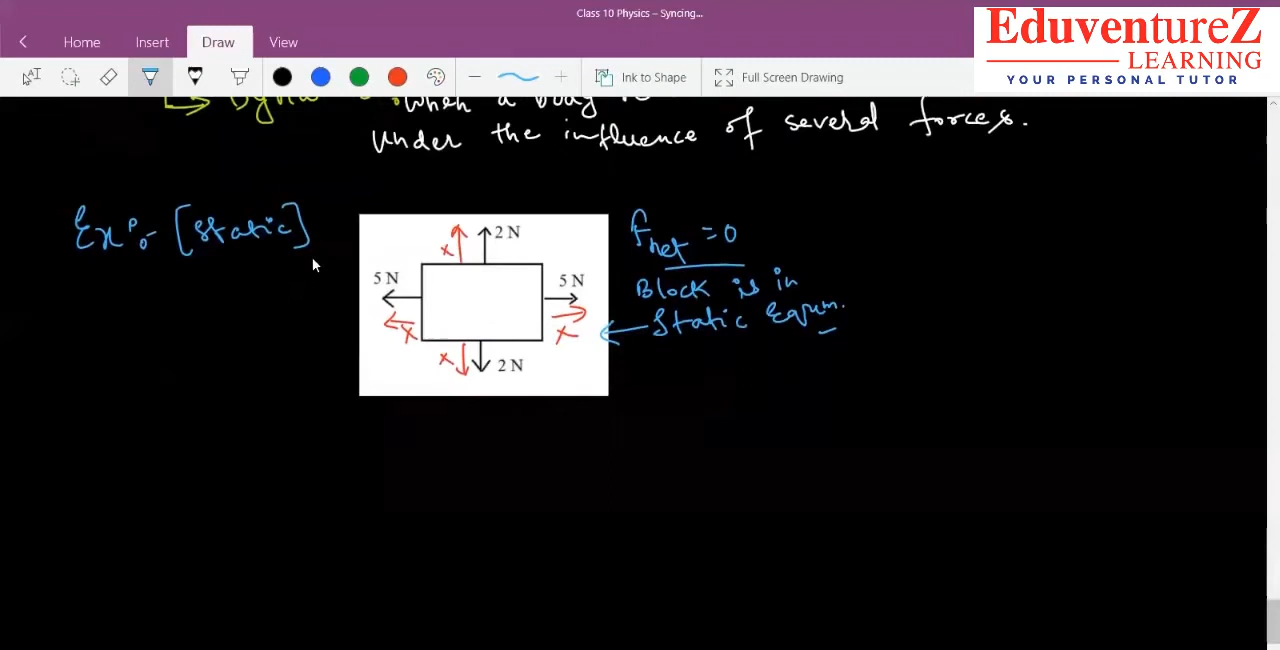 Class 10 Physics – Syncing...
EduventureZ
LEARNING
YOUR PERSONAL TUTOR
Home Insert Draw View
Ink to Shape Full Screen Drawing
when a body
under the influence of several forces.
Exp:- [Static]
2 N
x
5 N
5 N
x
x
x
2 N
Fnet = 0
Block is in
Static Equm.